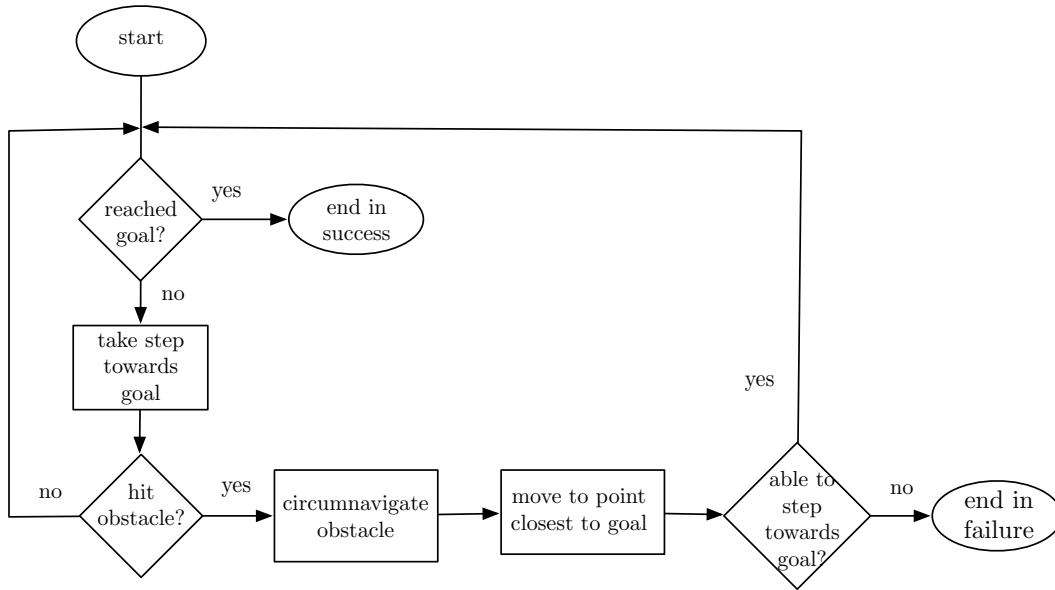 start
yes
reached
goal?
end in
success
no
take step
towards
goal
yes
no
hit
obstacle?
yes
circumnavigate
obstacle
move to point
closest to goal
able to
step
towards
goal?
no
end in
failure